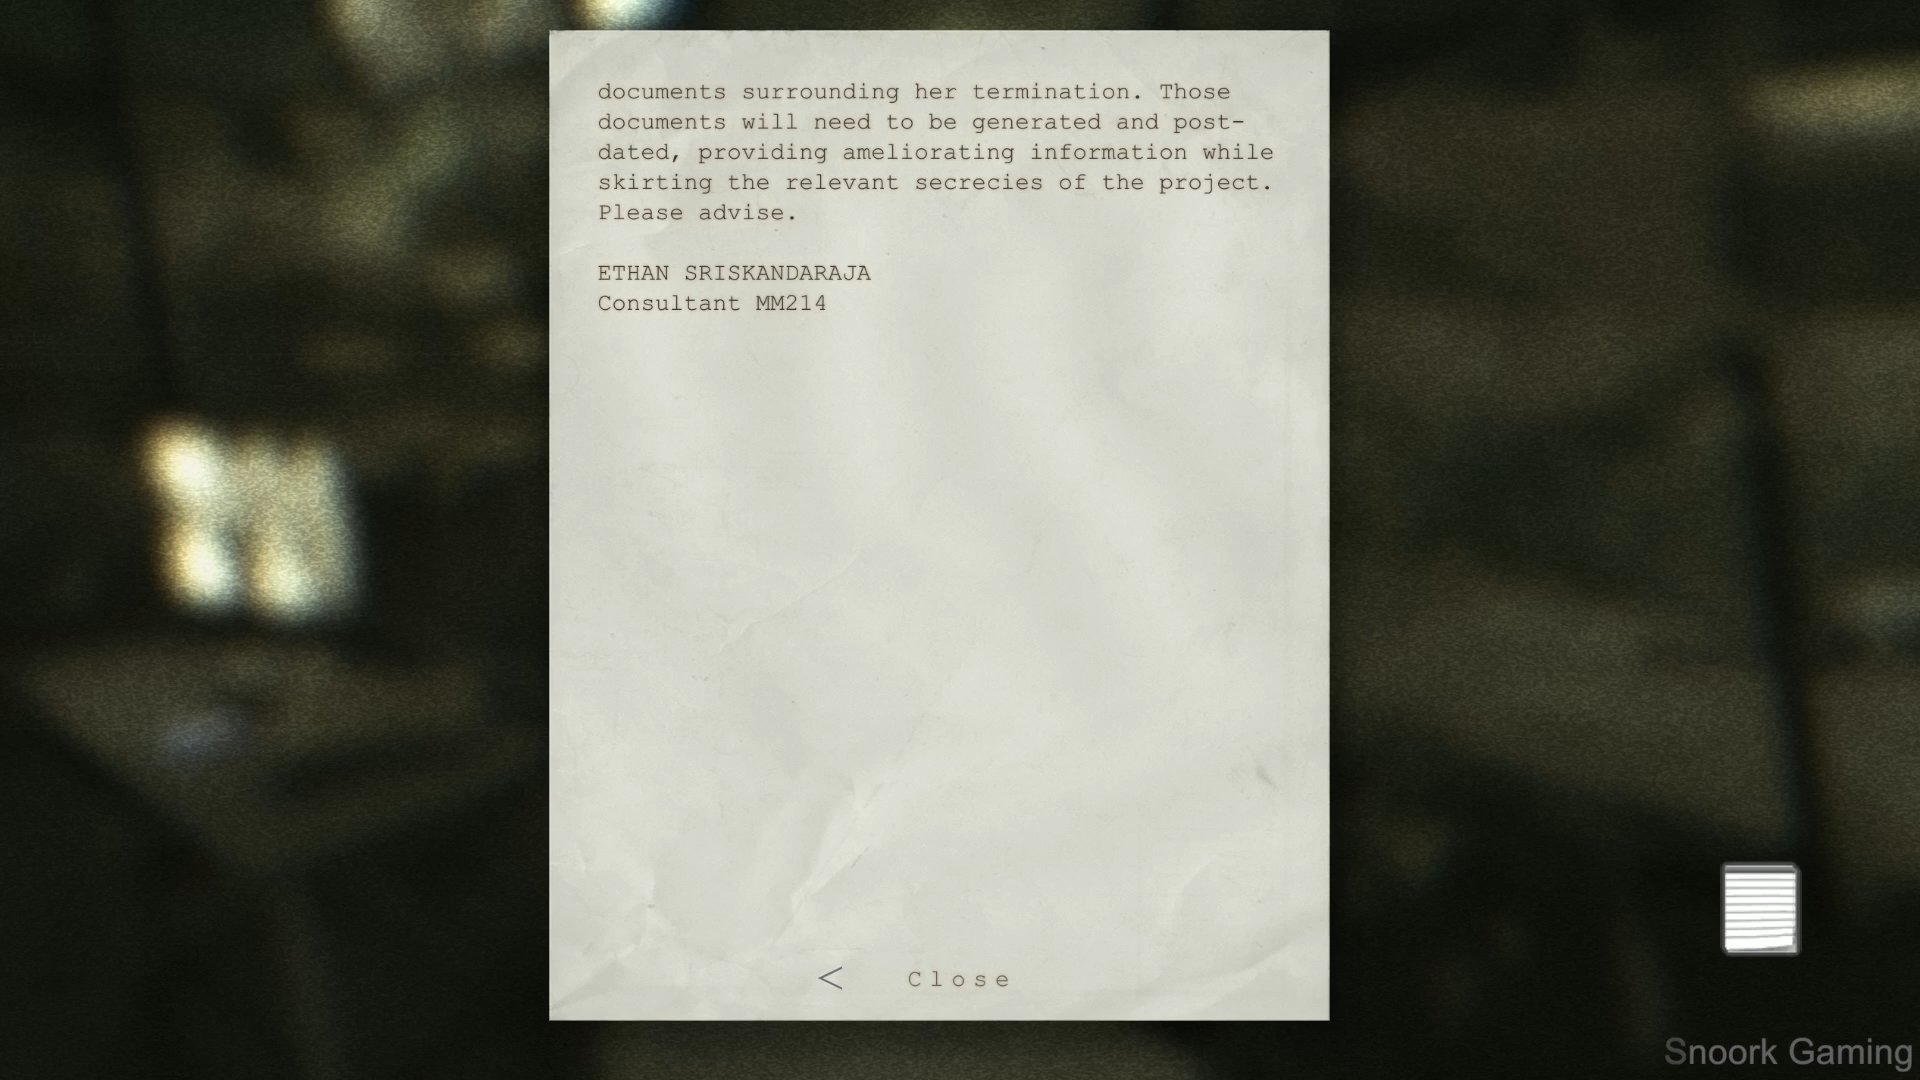 documents surrounding her termination. Those
documents will need to be generated and post-
dated, providing ameliorating information while
skirting the relevant secrecies of the project.
Please advise.
ETHAN SRISKANDARAJA
Consultant MM214
< Close
Snoork Gaming